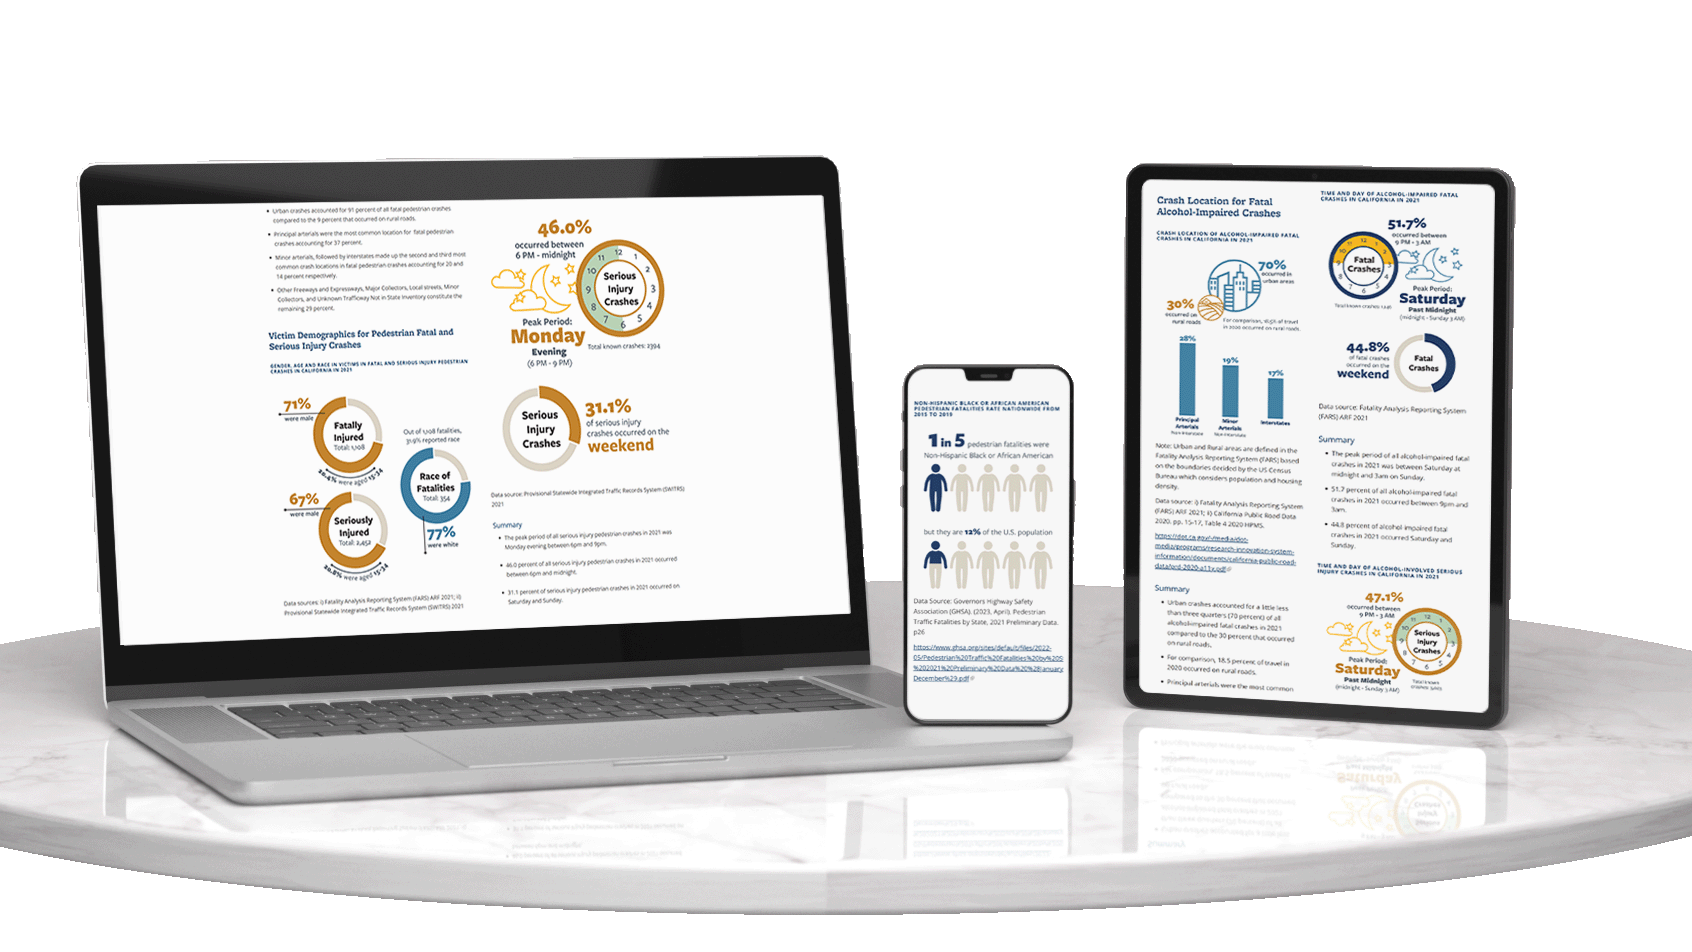 Urban crashes accounted for 91 percent of all fatal pedestrian crashes
compared to the 9 percent that occurred on rural roads.
Principal arterials were the most common location for fatal pedestrian
crashes accounting for 37 percent.
Minor arterials, followed by interstates made up the second and third most
common crash locations in fatal pedestrian crashes accounting for 20 and
14 percent respectively.
Other Freeways and Expressways, Major Collectors, Local streets, Minor
Collectors, and Unknown Trafficway Not in State Inventory constitute the
remaining 29 percent.
Victim Demographics for Pedestrian Fatal and
Serious Injury Crashes
GENDER, AGE AND RACE IN VICTIMS IN FATAL AND SERIOUS INJURY PEDESTRIAN
CRASHES IN CALIFORNIA IN 2021
71%
were male
Fatally
Injured
Total: 1,108
were aged
67%
were male
Seriously
Injured
Total: 2,452
were aged
Out of 1,108 fatalities,
31.9% reported race
Race of
Fatalities
Total: 354
77%
were white
Data sources: i) Fatality Analysis Reporting System (FARS) ARF 2021; ii)
Provisional Statewide Integrated Traffic Records System (SWITRS) 2021
46.0%
occurred between
6 PM - midnight
12
1
2
3
4
5
6
7
8
9
10
11
Serious
Injury
Crashes
Peak Period:
Monday
Evening
(6 PM - 9 PM)
Total known crashes: 2394
Serious
Injury
Crashes
31.1%
of serious injury
crashes occurred on the
weekend
Data source: Provisional Statewide Integrated Traffic Records System (SWITRS)
2021
Summary
The peak period of all serious injury pedestrian crashes in 2021 was
Monday evening between 6pm and 9pm.
46.0 percent of all serious injury pedestrian crashes in 2021 occurred
between 6pm and midnight.
31.1 percent of serious injury pedestrian crashes in 2021 occurred on
Saturday and Sunday.
NON-HISPANIC BLACK OR AFRICAN AMERICAN
PEDESTRIAN FATALITIES RATE NATIONWIDE FROM
2015 TO 2019
1 in 5 pedestrian fatalities were
Non-Hispanic Black or African American
but they are 12% of the U.S. population
Data Source: Governors Highway Safety
Association (GHSA). (2023, April). Pedestrian
Traffic Fatalities by State, 2021 Preliminary Data.
p26
https://www.ghsa.org/sites/default/files/2022-
05/Pedestrian%20Traffic%20Fatalities%20by%20S
%202021%20Preliminary%20Data%20%28January
December%29.pdf
Crash Location for Fatal
Alcohol-Impaired Crashes
CRASH LOCATION OF ALCOHOL-IMPAIRED FATAL
CRASHES IN CALIFORNIA IN 2021
70%
occurred in
urban areas
30%
occurred on
rural roads
For comparison, 18.5% of travel
in 2020 occurred on rural roads.
28%
19%
17%
Principal
Arterials
Non-Interstate
Minor
Arterials
Non-Interstate
Interstates
Note: Urban and Rural areas are defined in the
Fatality Analysis Reporting System (FARS) based
on the boundaries decided by the US Census
Bureau which considers population and housing
density.
Data source: i) Fatality Analysis Reporting System
(FARS) ARF 2021; ii) California Public Road Data
2020. pp. 15-17, Table 4 2020 HPMS.
https://dot.ca.gov/-/media/dot-
media/programs/research-innovation-system-
information/documents/california-public-road-
data/prd-2020-a11y.pdf
Summary
Urban crashes accounted for a little less
than three quarters (70 percent) of all
alcohol-impaired fatal crashes in 2021
compared to the 30 percent that occurred
on rural roads.
For comparison, 18.5 percent of travel in
2020 occurred on rural roads.
Principal arterials were the most common
TIME AND DAY OF ALCOHOL-IMPAIRED FATAL
CRASHES IN CALIFORNIA IN 2021
51.7%
occurred between
9 PM - 3 AM
Fatal
Crashes
Peak Period:
Saturday
Past Midnight
(midnight - Sunday 3 AM)
Total known crashes:
44.8%
of fatal crashes
occurred on the
weekend
Fatal
Crashes
Data source: Fatality Analysis Reporting System
(FARS) ARF 2021
Summary
The peak period of all alcohol-impaired fatal
crashes in 2021 was between Saturday at
midnight and 3am on Sunday.
51.7 percent of all alcohol-impaired fatal
crashes in 2021 occurred between 9pm and
3am.
44.8 percent of alcohol impaired fatal
crashes in 2021 occurred Saturday and
Sunday.
TIME AND DAY OF ALCOHOL-INVOLVED SERIOUS
INJURY CRASHES IN CALIFORNIA IN 2021
47.1%
occurred between
9 PM - 3 AM
Serious
Injury
Crashes
Peak Period:
Saturday
Past Midnight
(midnight - Sunday 3 AM)
Total known
crashes: